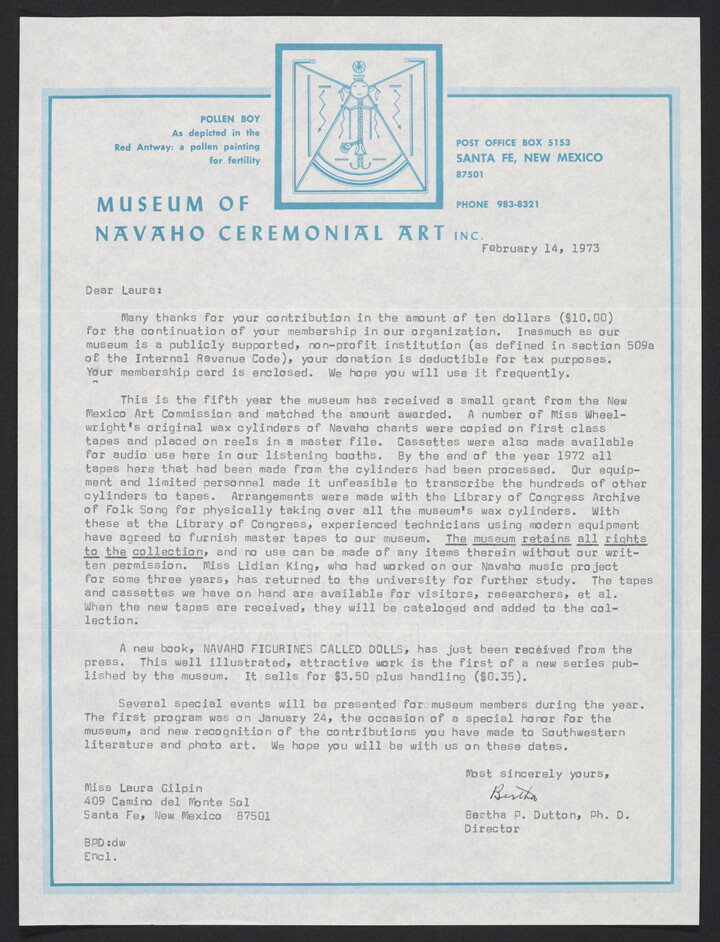 POLLEN BOY
As depicted in the
Red Antway: a pollen painting
for fertility
POST OFFICE BOX 5153
SANTA FE, NEW MEXICO
87501
PHONE 983-8321
MUSEUM OF
NAVAHO CEREMONIAL ART INC.
February 14, 1973
Dear Laura:
Many thanks for your contribution in the amount of ten dollars ($10.00)
for the continuation of your membership in our organization. Inasmuch as our
museum is a publicly supported, non-profit institution (as defined in section 509a
of the Internal Revenue Code), your donation is deductible for tax purposes.
Your membership card is enclosed. We hope you will use it frequently.
This is the fifth year the museum has received a small grant from the New
Mexico Art Commission and matched the amount awarded. A number of Miss Wheel-
wright's original wax cylinders of Navaho chants were copied on first class
tapes and placed on reels in a master file. Cassettes were also made available
for audio use here in our listening booths. By the end of the year 1972 all
tapes here that had been made from the cylinders had been processed. Our equip-
ment and limited personnel made it unfeasible to transcribe the hundreds of other
cylinders to tapes. Arrangements were made with the Library of Congress Archive
of Folk Song for physically taking over all the museum's wax cylinders. With
these at the Library of Congress, experienced technicians using modern equipment
have agreed to furnish master tapes to our museum. The museum retains all rights
to the collection, and no use can be made of any items therein without our writ-
ten permission. Miss Lidian King, who had worked on our Navaho music project
for some three years, has returned to the university for further study. The tapes
and cassettes we have on hand are available for visitors, researchers, et al.
When the new tapes are received, they will be cataloged and added to the col-
lection.
A new book, NAVAHO FIGURINES CALLED DOLLS, has just been received from the
press. This well illustrated, attractive work is the first of a new series pub-
lished by the museum. It sells for $3.50 plus handling ($0.35).
Several special events will be presented for museum members during the year.
The first program was on January 24, the occasion of a special honor for the
museum, and new recognition of the contributions you have made to Southwestern
literature and photo art. We hope you will be with us on these dates.
Most sincerely yours,
Bertha
Miss Laura Gilpin
409 Camino del Monte Sol
Santa Fe, New Mexico 87501
Bertha P. Dutton, Ph. D.
Director
BPD:dw
Encl.